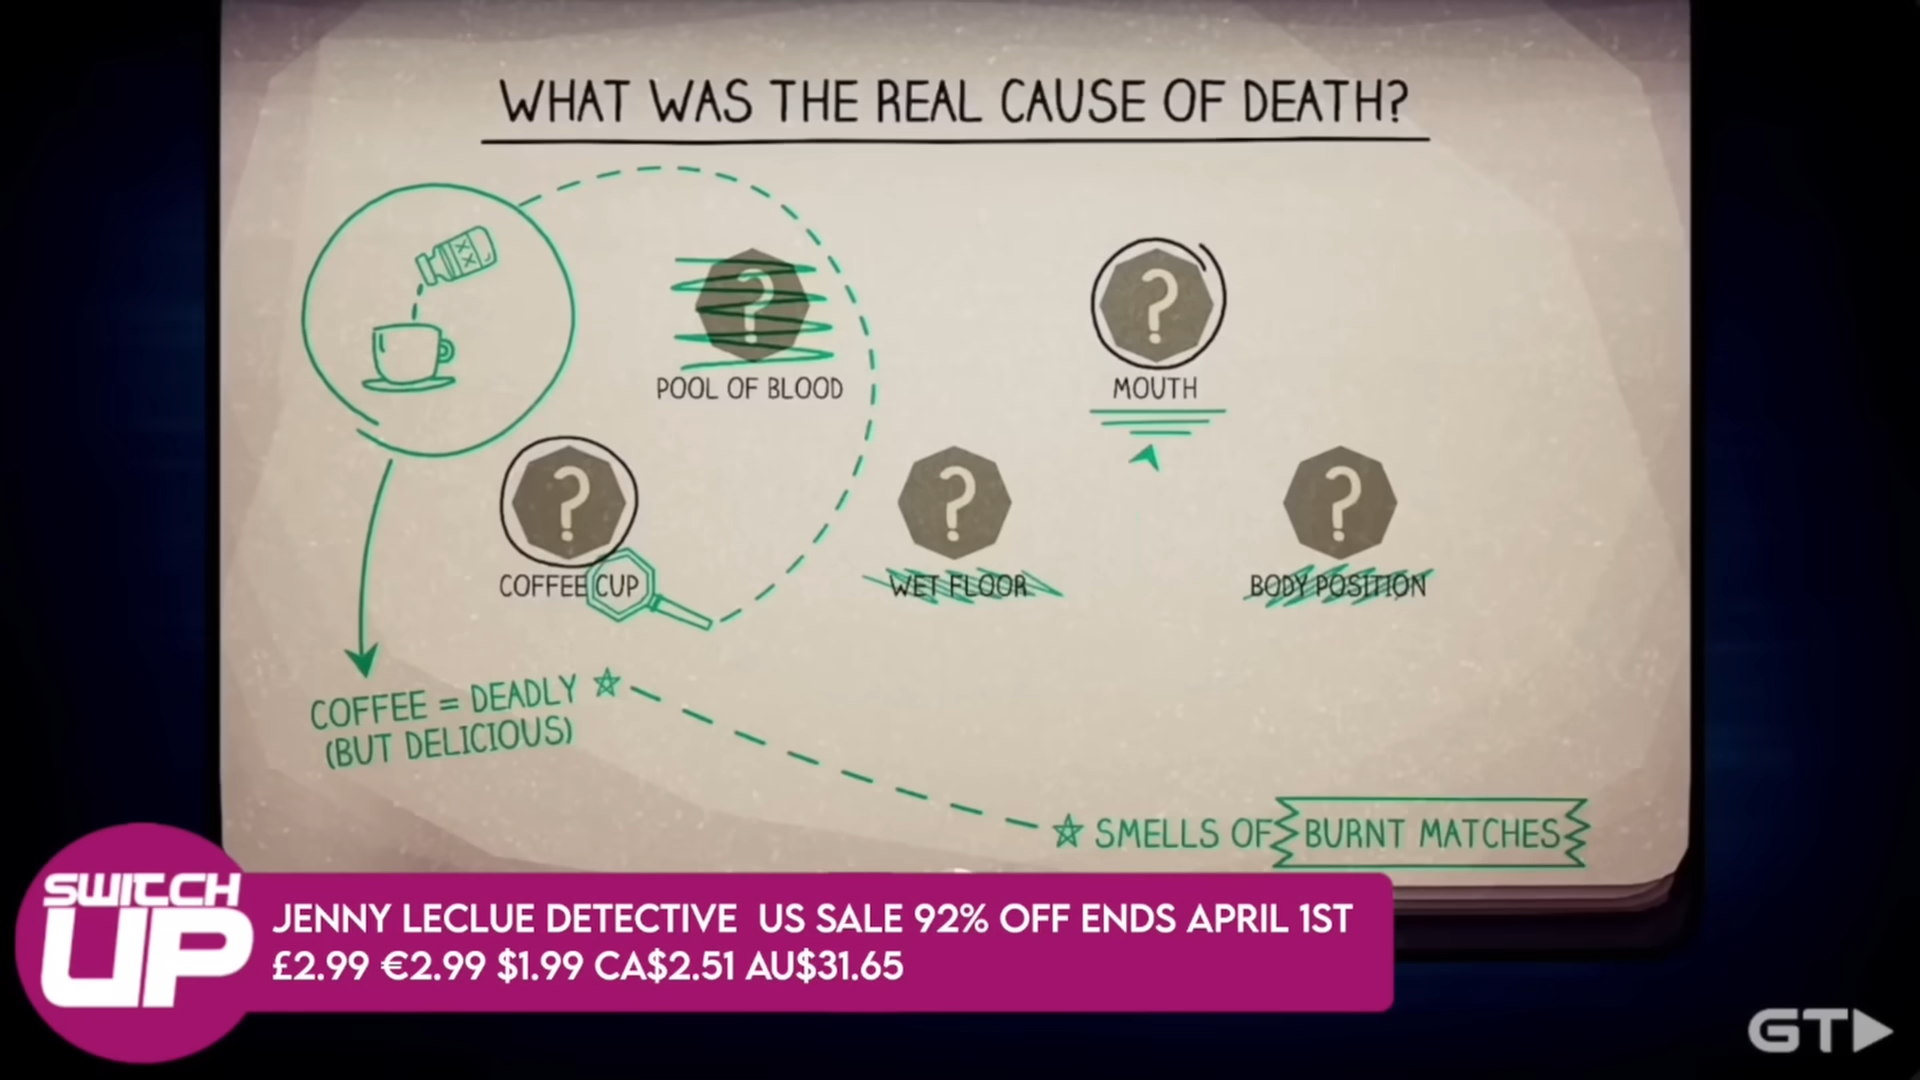 WHAT WAS THE REAL CAUSE OF DEATH?
XX
XX
?
?
POOL OF BLOOD
MOUTH
?
?
?
COFFEE CUP
WET FLOOR
BODY POSITION
COFFEE = DEADLY
(BUT DELICIOUS)
SMELLS OF BURNT MATCHES
SWITCH
UP
JENNY LECLUE DETECTIVE US SALE 92% OFF ENDS APRIL 1ST
£2.99 €2.99 $1.99 CA$2.51 AU$31.65
GT